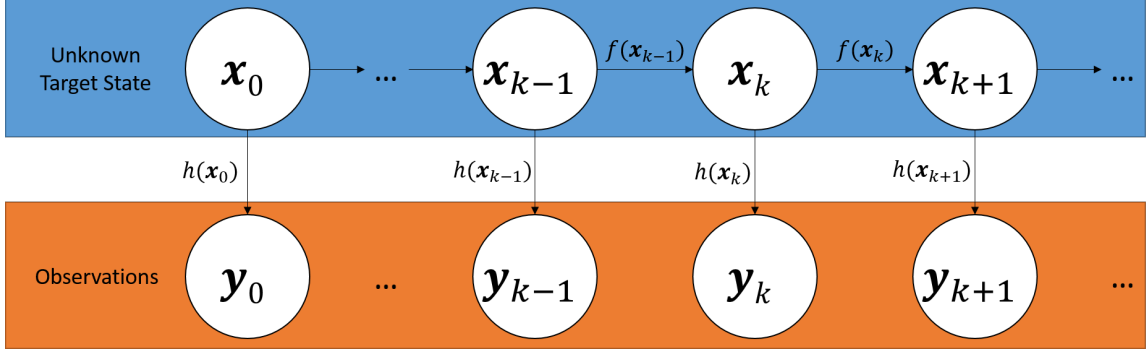 Unknown
Target State
𝒙₀
...
𝒙ₖ₋₁
f(𝒙ₖ₋₁)
𝒙ₖ
f(𝒙ₖ)
𝒙ₖ₊₁
...
h(𝒙₀)
h(𝒙ₖ₋₁)
h(𝒙ₖ)
h(𝒙ₖ₊₁)
Observations
𝒚₀
...
𝒚ₖ₋₁
𝒚ₖ
𝒚ₖ₊₁
...